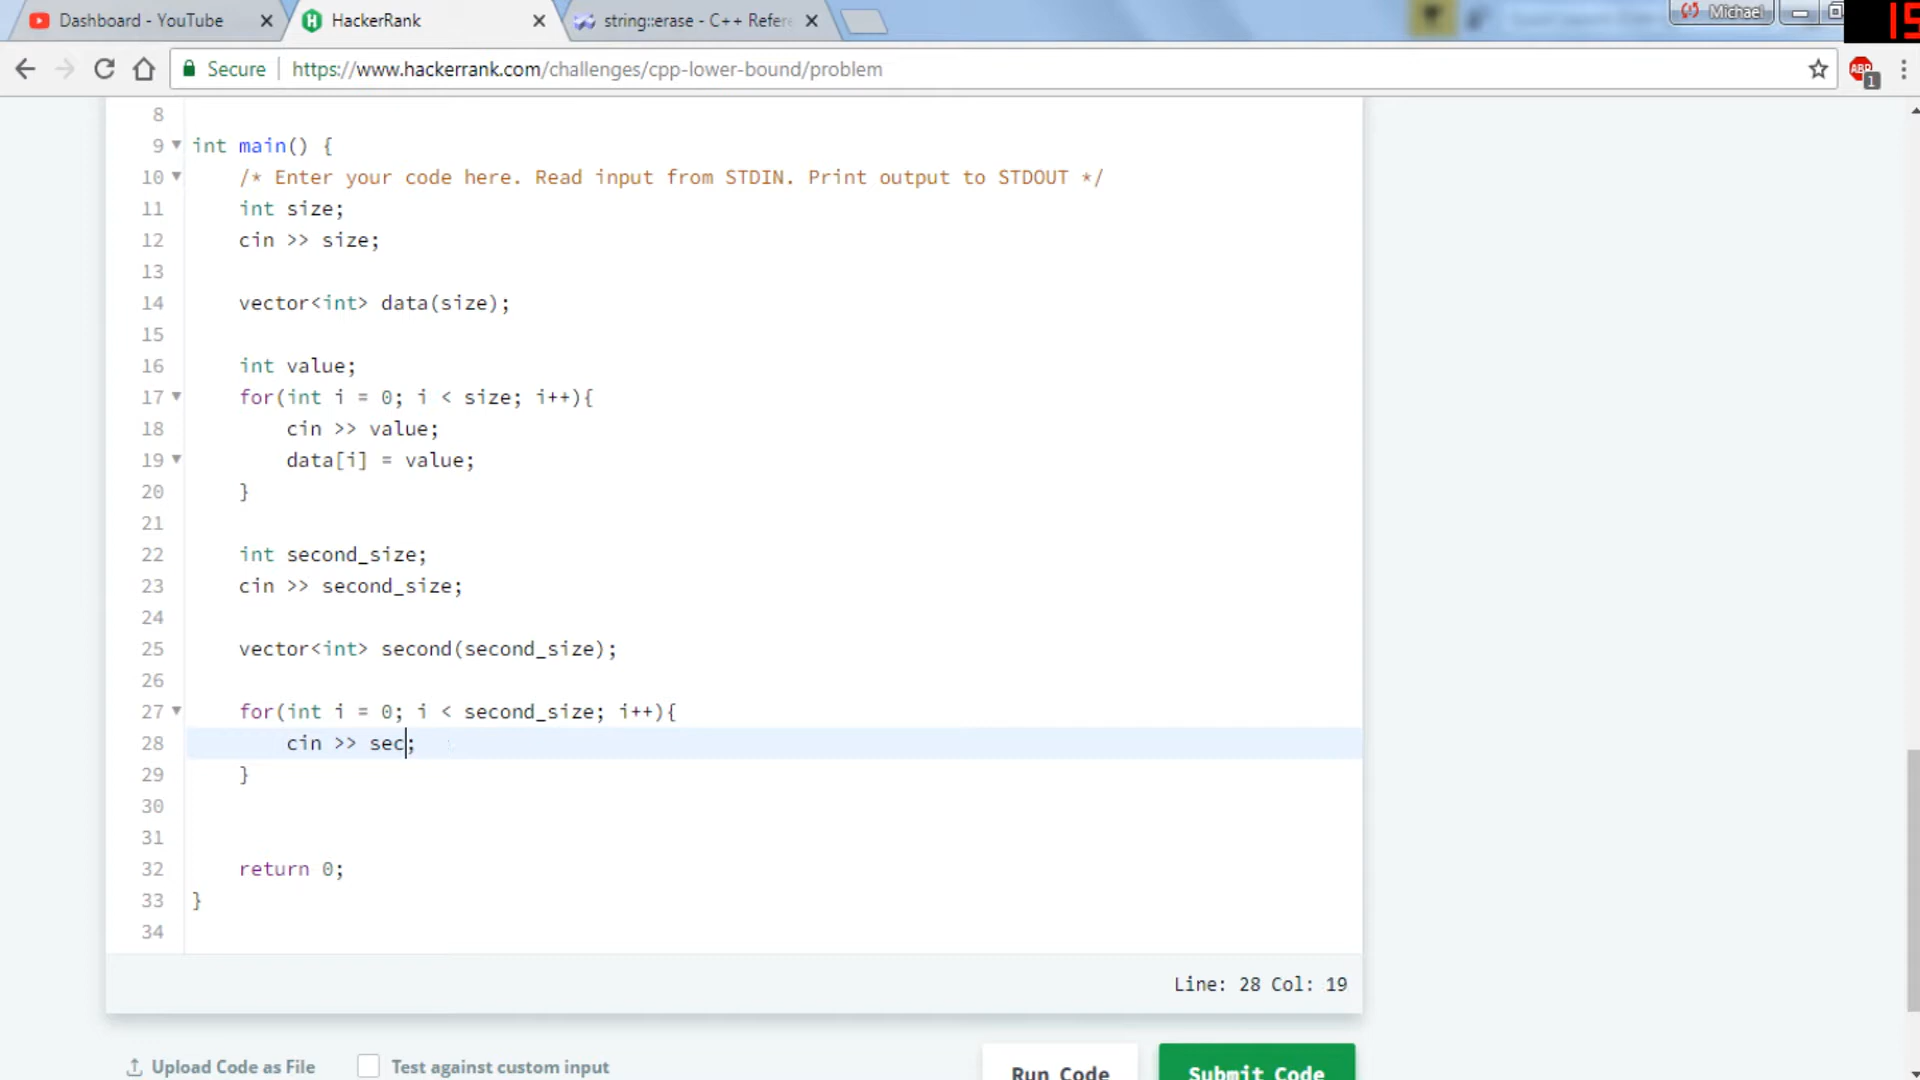 Dashboard - YouTube
HackerRank
string::erase - C++ Refere
Michael
15
Secure
https://www.hackerrank.com/challenges/cpp-lower-bound/problem
ABP
1
8
9 int main() {
10 /* Enter your code here. Read input from STDIN. Print output to STDOUT */
11 int size;
12 cin >> size;
13
14 vector<int> data(size);
15
16 int value;
17 for(int i = 0; i < size; i++){
18 cin >> value;
19 data[i] = value;
20 }
21
22 int second_size;
23 cin >> second_size;
24
25 vector<int> second(second_size);
26
27 for(int i = 0; i < second_size; i++){
28 cin >> sec;
29 }
30
31
32 return 0;
33 }
34
Line: 28 Col: 19
Upload Code as File
Test against custom input
Run Code
Submit Code